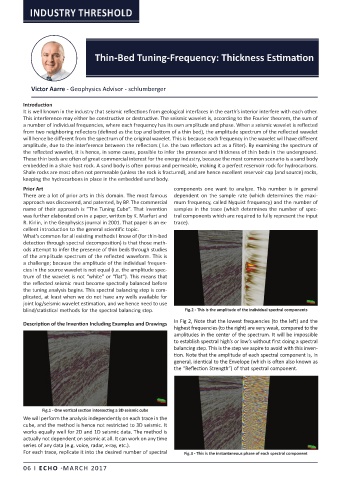 INDUSTRY THRESHOLD
Thin-Bed Tuning-Frequency: Thickness Estimation
Victor Aarre - Geophysics Advisor - schlumberger
Introduction
It is well known in the industry that seismic reflections from geological interfaces in the earth's interior interfere with each other.
This interference may either be constructive or destructive. The seismic wavelet is, according to the Fourier theorem, the sum of
a number of individual frequencies, where each frequency has its own amplitude and phase. When a seismic wavelet is reflected
from two neighboring reflectors (defined as the top and bottom of a thin bed), the amplitude spectrum of the reflected wavelet
will hence be different from the spectrum of the original wavelet. This is because each frequency in the wavelet will have different
amplitude, due to the interference between the reflectors (i.e. the two reflectors act as a filter). By examining the spectrum of
the reflected wavelet, it is hence, in some cases, possible to infer the presence and thickness of thin beds in the underground.
These thin beds are often of great commercial interest for the energy industry, because the most common scenario is a sand body
embedded in a shale host rock. A sand body is often porous and permeable, making it a perfect reservoir rock for hydrocarbons.
Shale rocks are most often not permeable (unless the rock is fractured), and are hence excellent reservoir cap (and source) rocks,
keeping the hydrocarbons in place in the embedded sand body.
Prior Art
There are a lot of prior arts in this domain. The most famous
approach was discovered, and patented, by BP. The commercial
name of their approach is "The Tuning Cube". That invention
was further elaborated on in a paper, written by K. Marfurt and
R. Kirlin, in the Geophysics journal in 2001. That paper is an ex-
cellent introduction to the general scientific topic.
What's common for all existing methods I know of (for thin-bed
detection through spectral decomposition) is that those meth-
ods attempt to infer the presence of thin beds through studies
of the amplitude spectrum of the reflected waveform. This is
a challenge; because the amplitude of the individual frequen-
cies in the source wavelet is not equal (i.e. the amplitude spec-
trum of the wavelet is not "white" or "flat"). This means that
the reflected seismic must become spectrally balanced before
the tuning analysis begins. This spectral balancing step is com-
plicated, at least when we do not have any wells available for
joint log/seismic wavelet estimation, and we hence need to use
blind/statistical methods for the spectral balancing step.
Description of the Invention Including Examples and Drawings
Fig.1 - One vertical section intersecting a 3D seismic cube
We will perform the analysis independently on each trace in the
cube, and the method is hence not restricted to 3D seismic. It
works equally well for 2D and 1D seismic data. The method is
actually not dependent on seismic at all. It can work on any time
series of any data (e.g. voice, radar, x-ray, etc.).
For each trace, replicate it into the desired number of spectral
components one want to analyze. This number is in general
dependent on the sample rate (which determines the maxi-
mum frequency, called Nyquist frequency) and the number of
samples in the trace (which determines the number of spec-
tral components which are required to fully represent the input
trace).
Fig.2 - This is the amplitude of the individual spectral components
In Fig 2, Note that the lowest frequencies (to the left) and the
highest frequencies (to the right) are very weak, compared to the
amplitudes in the center of the spectrum. It will be impossible
to establish spectral high's or low's without first doing a spectral
balancing step. This is the step we aspire to avoid with this inven-
tion. Note that the amplitude of each spectral component is, in
general, identical to the Envelope (which is often also known as
the "Reflection Strength") of that spectral component.
Fig.3 - This is the instantaneous phase of each spectral component
06 I ECHO -MARCH 2017